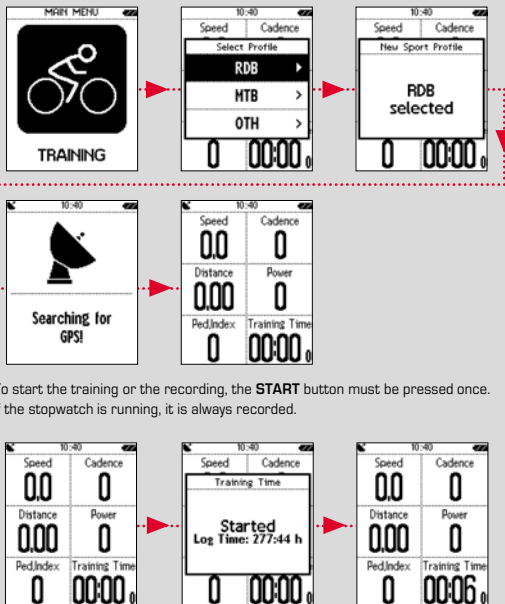 MAIN MENU
TRAINING
10:40
Speed Cadence
Select Profile
RDB
MTB >
OTH >
0 00:00 0
10:40
Speed Cadence
New Sport Profile
RDB
selected
0 00:00 0
10:40
Searching for
GPS!
10:40
Speed Cadence
0,0 0
Distance Power
0,00 0
Ped,Index Training Time
0 00:00 0
o start the training or the recording, the START button must be pressed once.
f the stopwatch is running, it is always recorded.
10:40
Speed Cadence
0,0 0
Distance Power
0,00 0
Ped,Index Training Time
0 00:00 0
10:40
Speed Cadence
Training Time
Started
Log Time: 277:44 h
0 00:00 0
10:40
Speed Cadence
0,0 0
Distance Power
0,00 0
Ped,Index Training Time
0 00:06 0